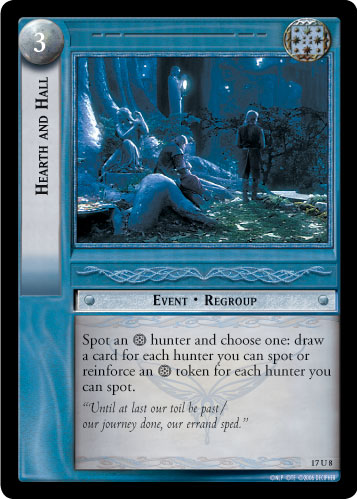 3
HEARTH AND HALL
EVENT • REGROUP
Spot an hunter and choose one: draw
a card for each hunter you can spot or
reinforce an token for each hunter you
can spot.
“Until at last our toil be past/
our journey done, our errand sped.”
17 U 8